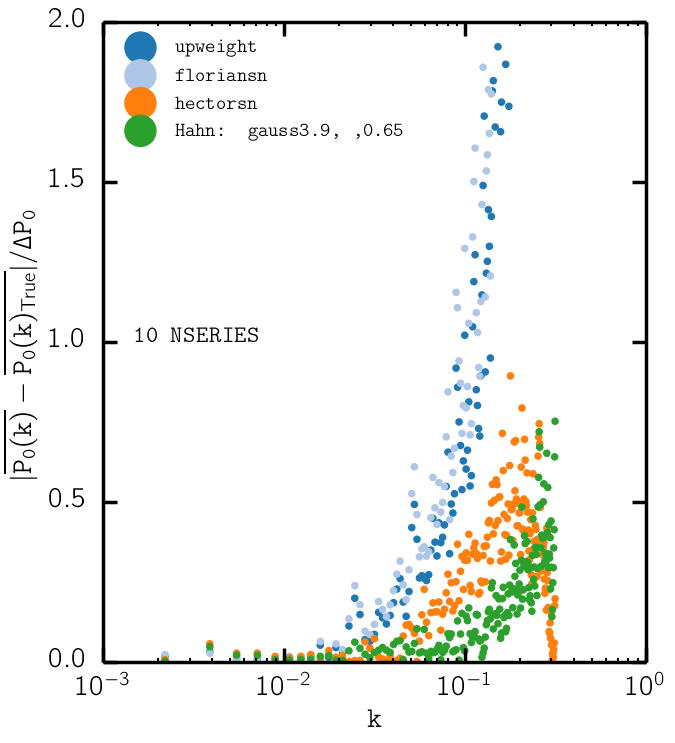 2.0
upweight
floriansn
hectorsn
Hahn: gauss3.9, ,0.65
1.5
|P₀(k) − P₀(k)True|/ΔP₀
1.0
10 NSERIES
0.5
0.0
10⁻³ 10⁻² 10⁻¹ 10⁰
k